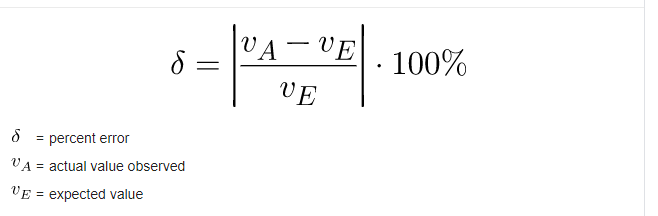 δ = |v_A − v_E / v_E| · 100%
δ = percent error
v_A = actual value observed
v_E = expected value